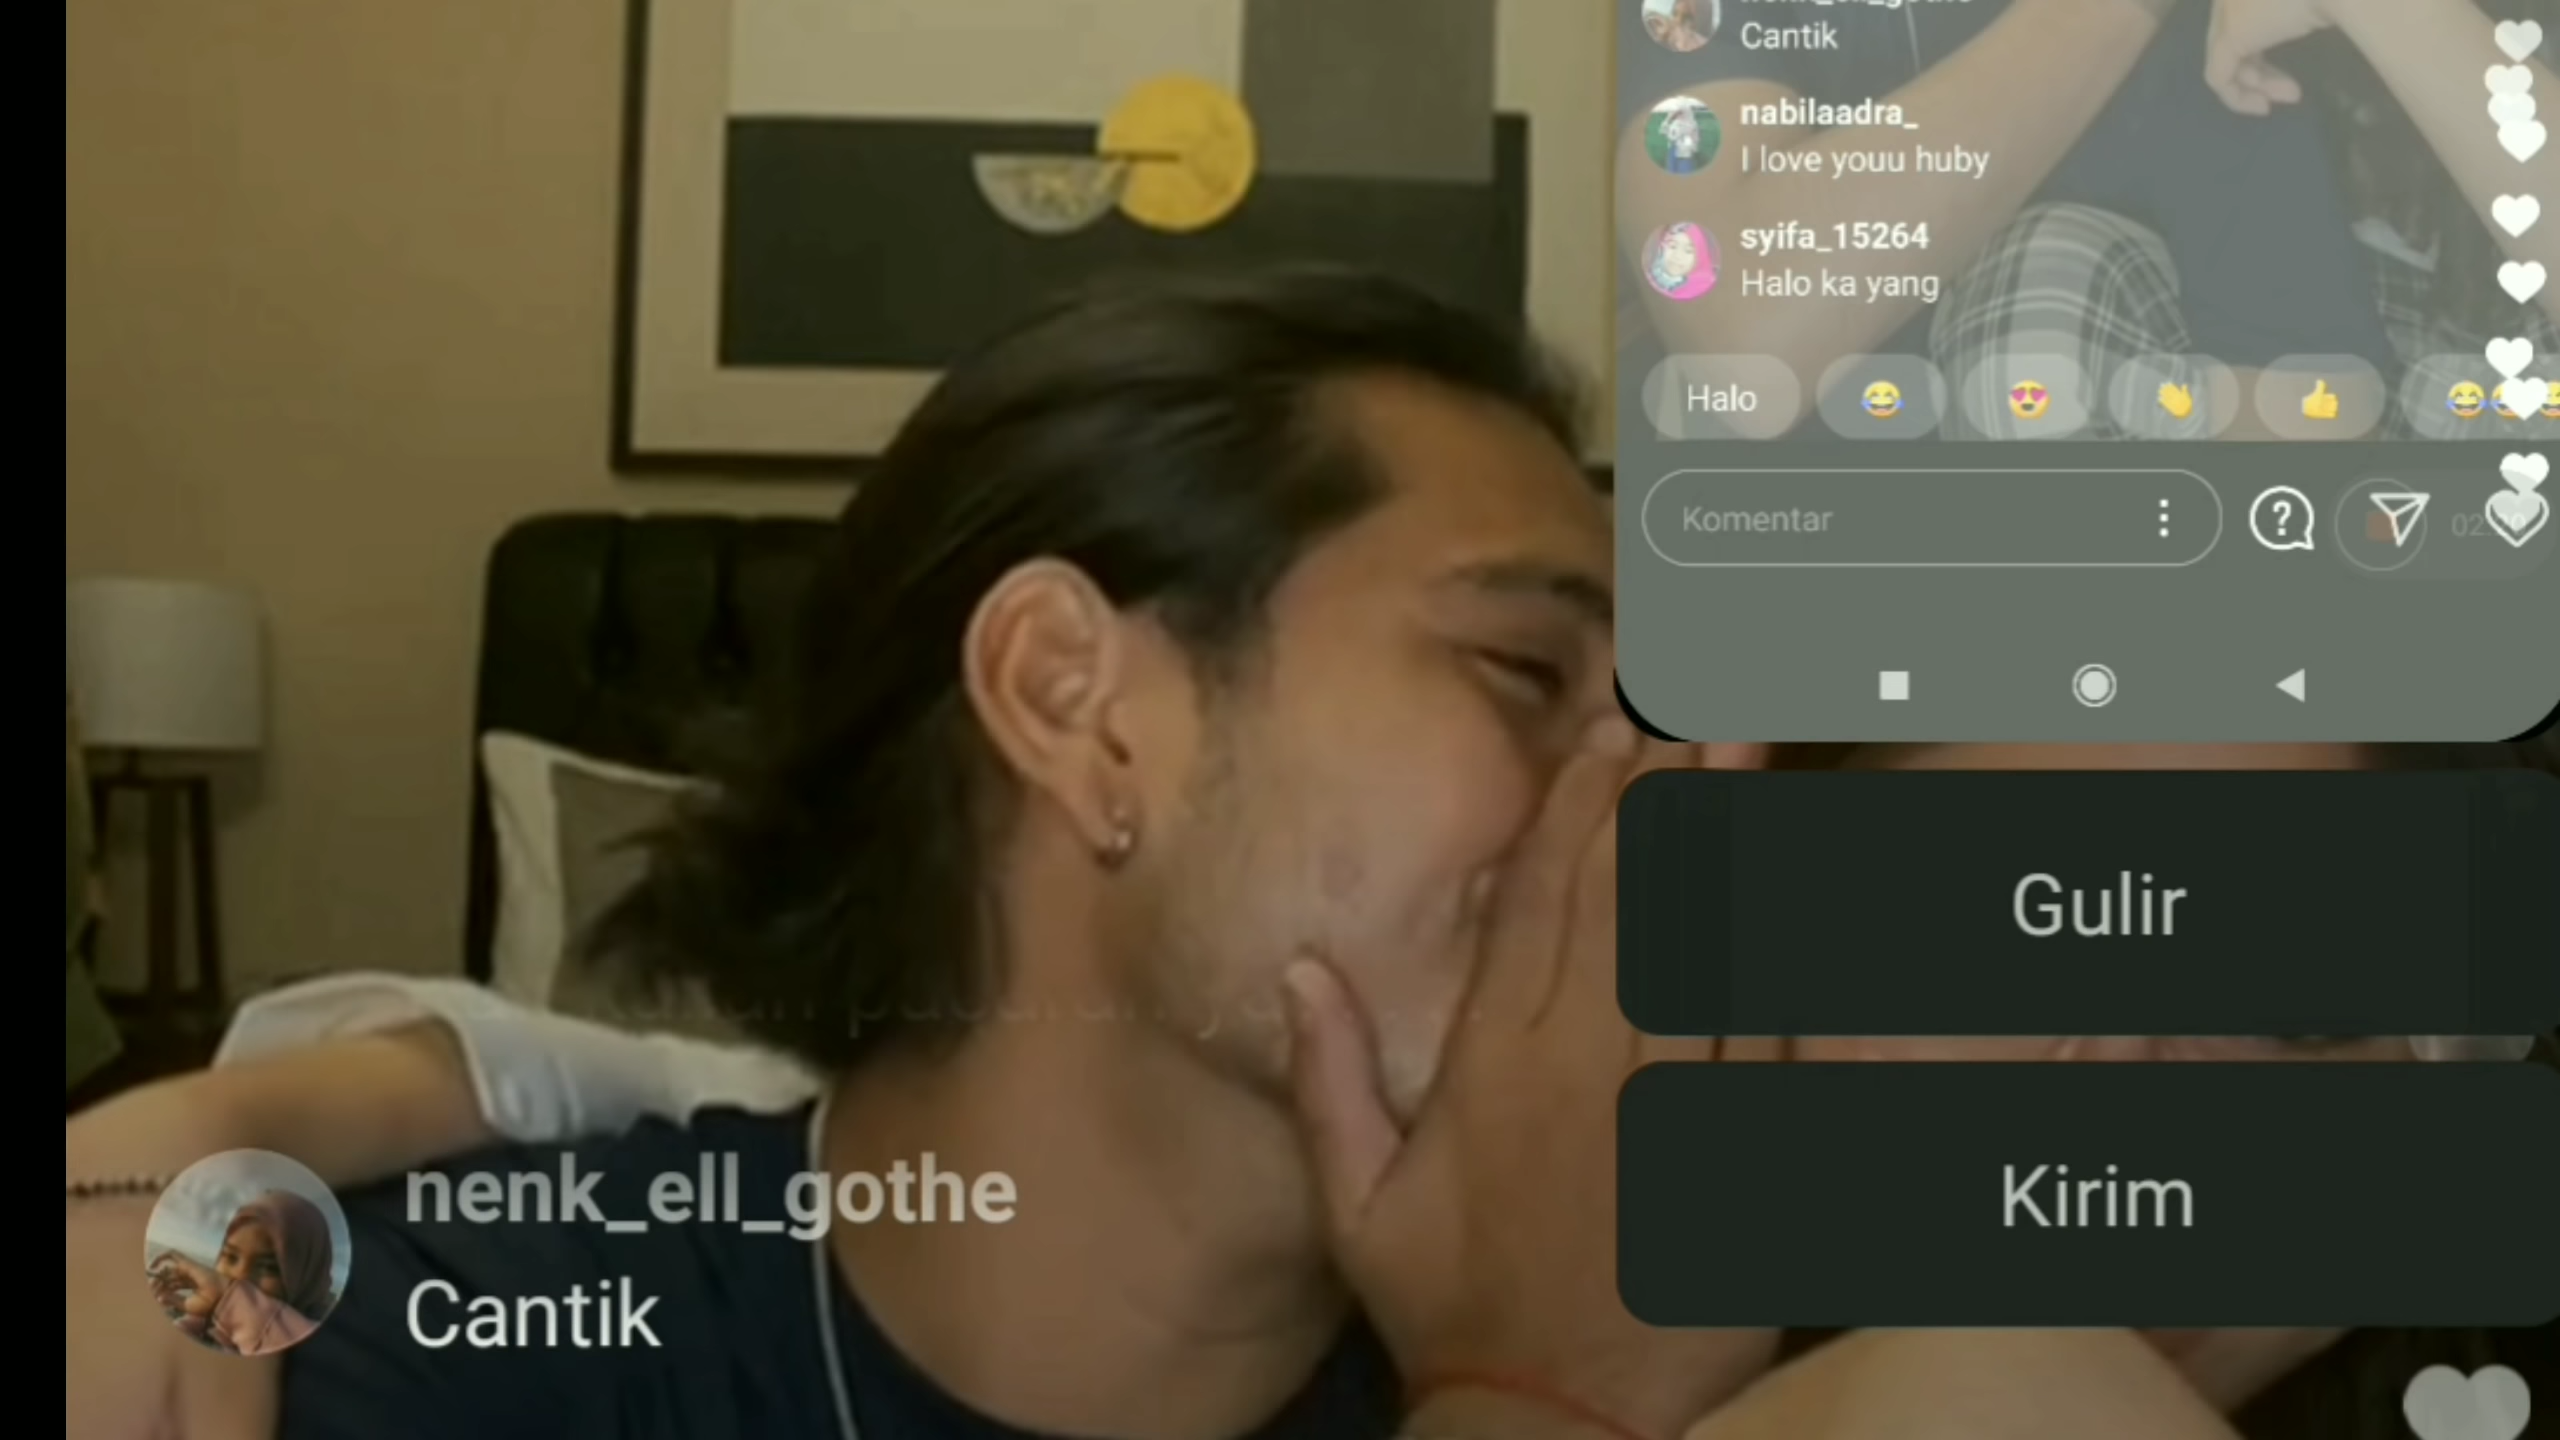 Cantik
nabilaadra_
I love youu huby
syifa_15264
Halo ka yang
Halo
Komentar
Gulir
Kirim
nenk_ell_gothe
Cantik